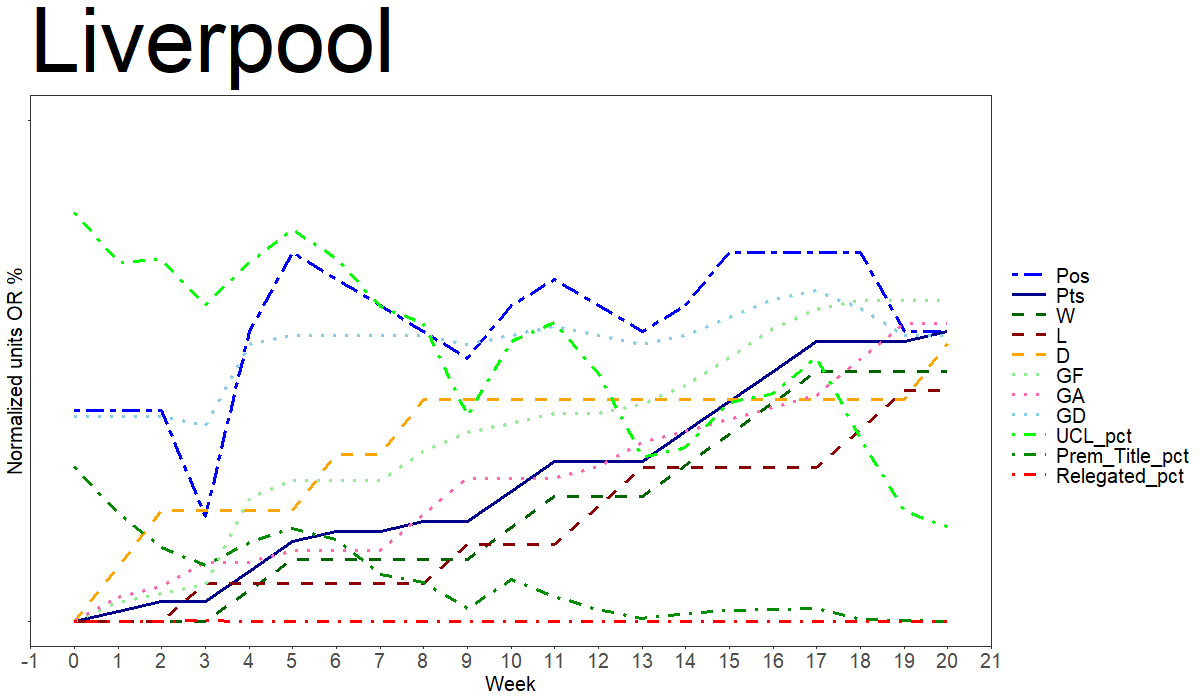 Liverpool
Normalized units OR %
Pos
Pts
W
L
D
GF
GA
GD
UCL_pct
Prem_Title_pct
Relegated_pct
-1 0 1 2 3 4 5 6 7 8 9 10 11 12 13 14 15 16 17 18 19 20 21
Week